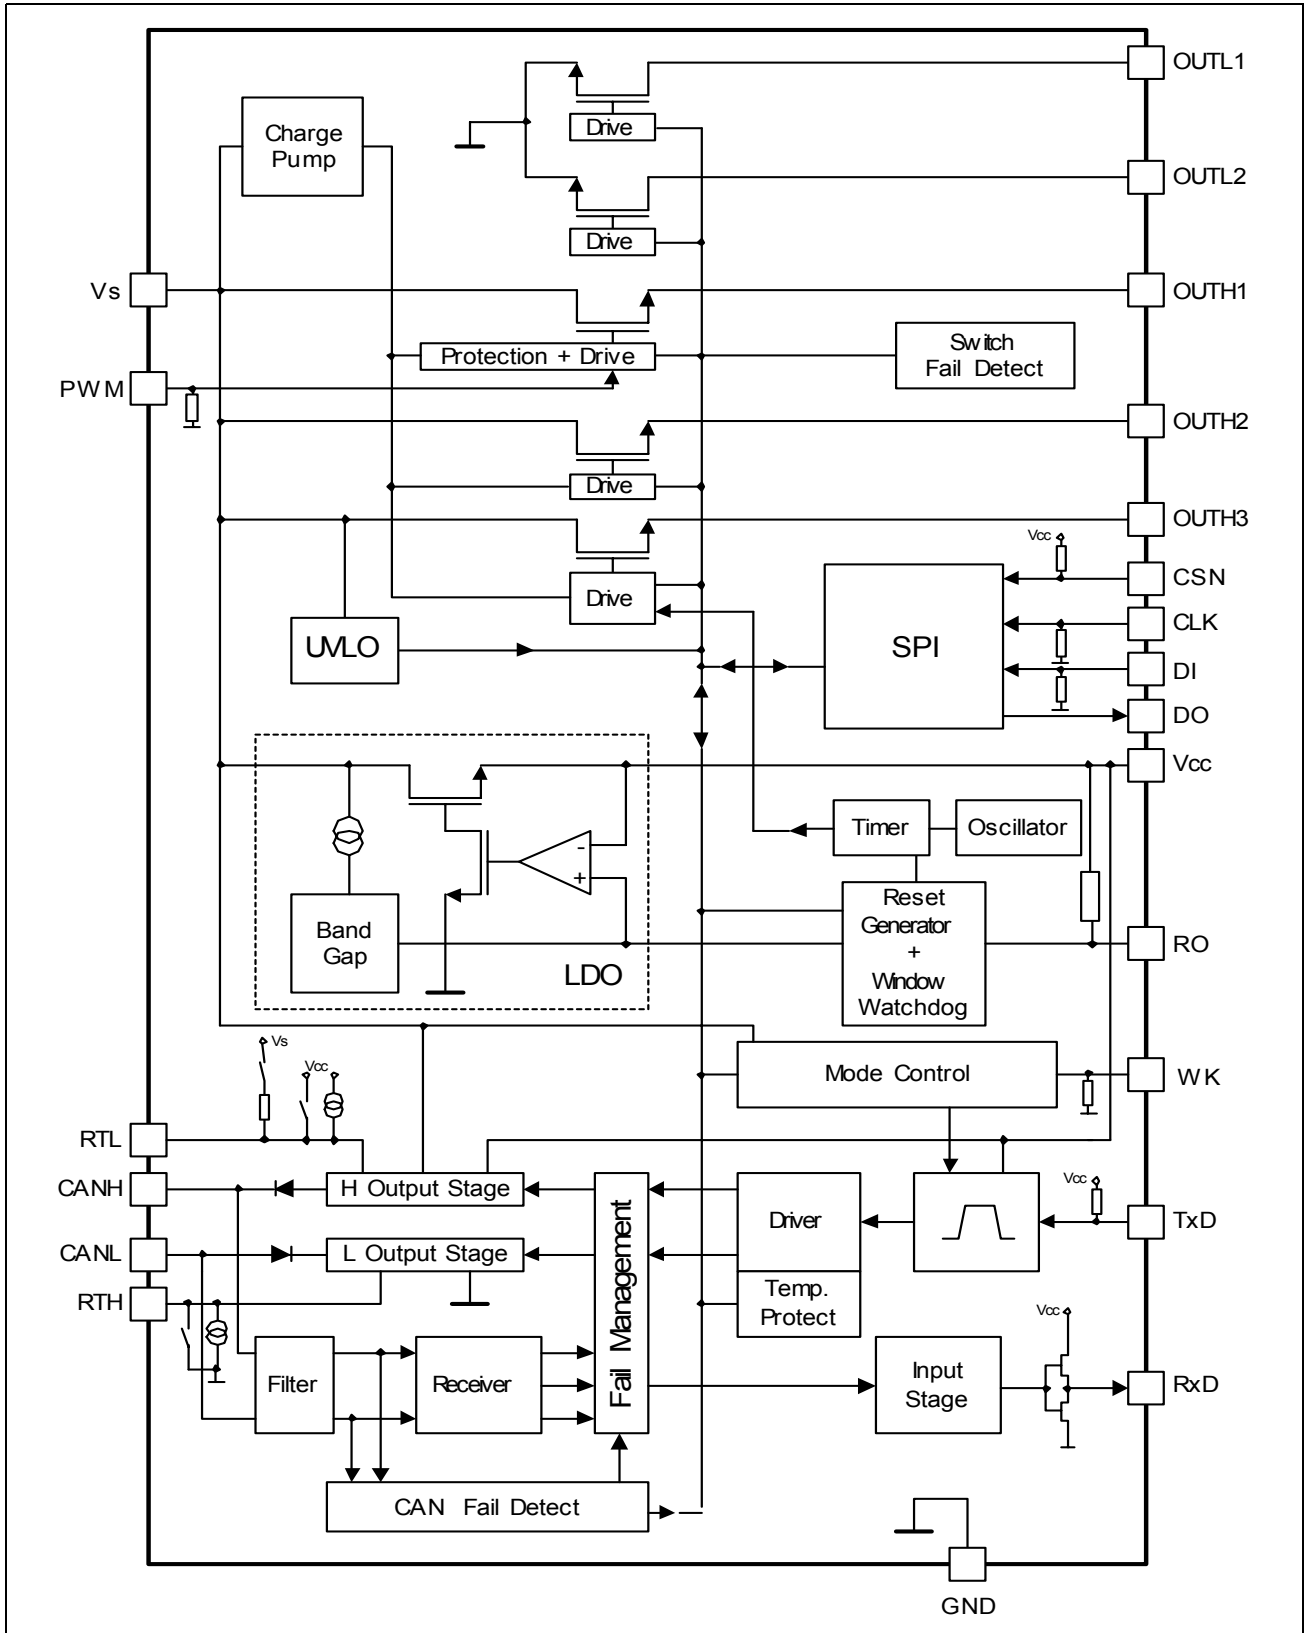 OUTL1
Charge
Pump
Drive
OUTL2
Drive
Vs
OUTH1
Protection + Drive
Switch
Fail Detect
PWM
OUTH2
Drive
OUTH3
Vcc
CSN
Drive
CLK
UVLO
SPI
DI
DO
Vcc
Timer
Oscillator
-
+
Band
Gap
LDO
Reset
Generator
+
Window
Watchdog
RO
Vs
Vcc
Mode Control
WK
RTL
CANH
H Output Stage
Fail Management
Driver
Vcc
TxD
CANL
L Output Stage
RTH
Temp.
Protect
Vcc
Filter
Receiver
Input
Stage
RxD
CAN Fail Detect
GND